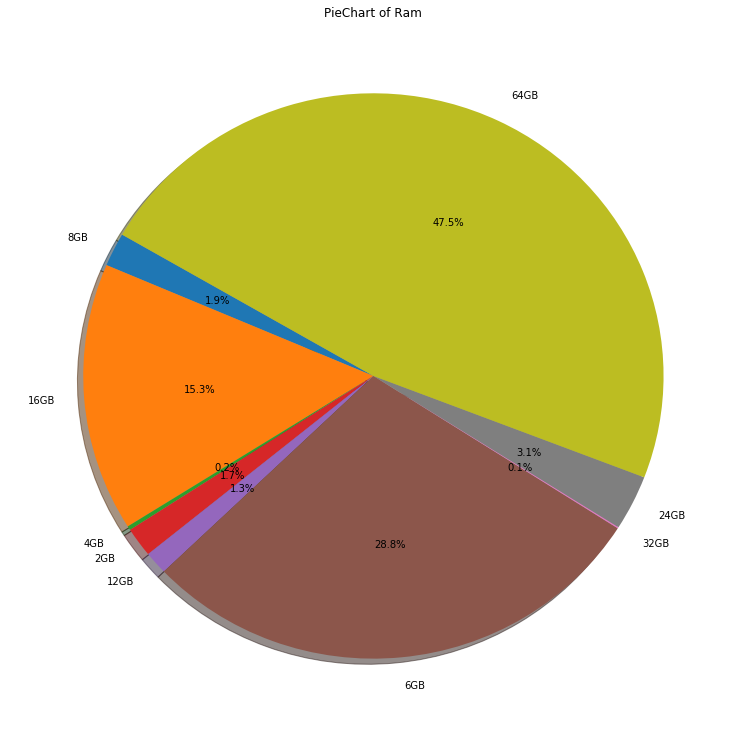 PieChart of Ram
64GB
47.5%
8GB
1.9%
15.3%
16GB
0.2%
1.7%
1.3%
3.1%
0.1%
24GB
4GB
32GB
2GB
28.8%
12GB
6GB